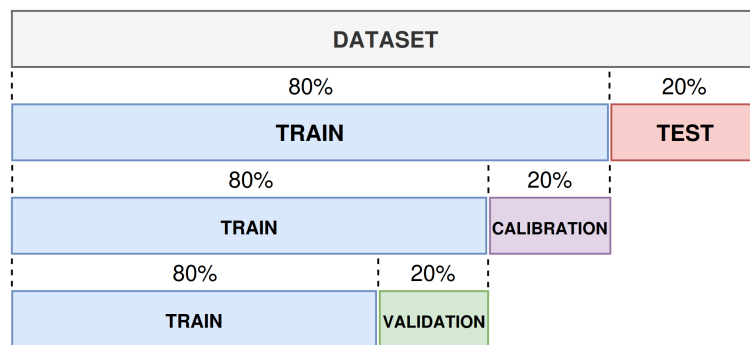 DATASET
80% 20%
TRAIN TEST
80% 20%
TRAIN CALIBRATION
80% 20%
TRAIN VALIDATION